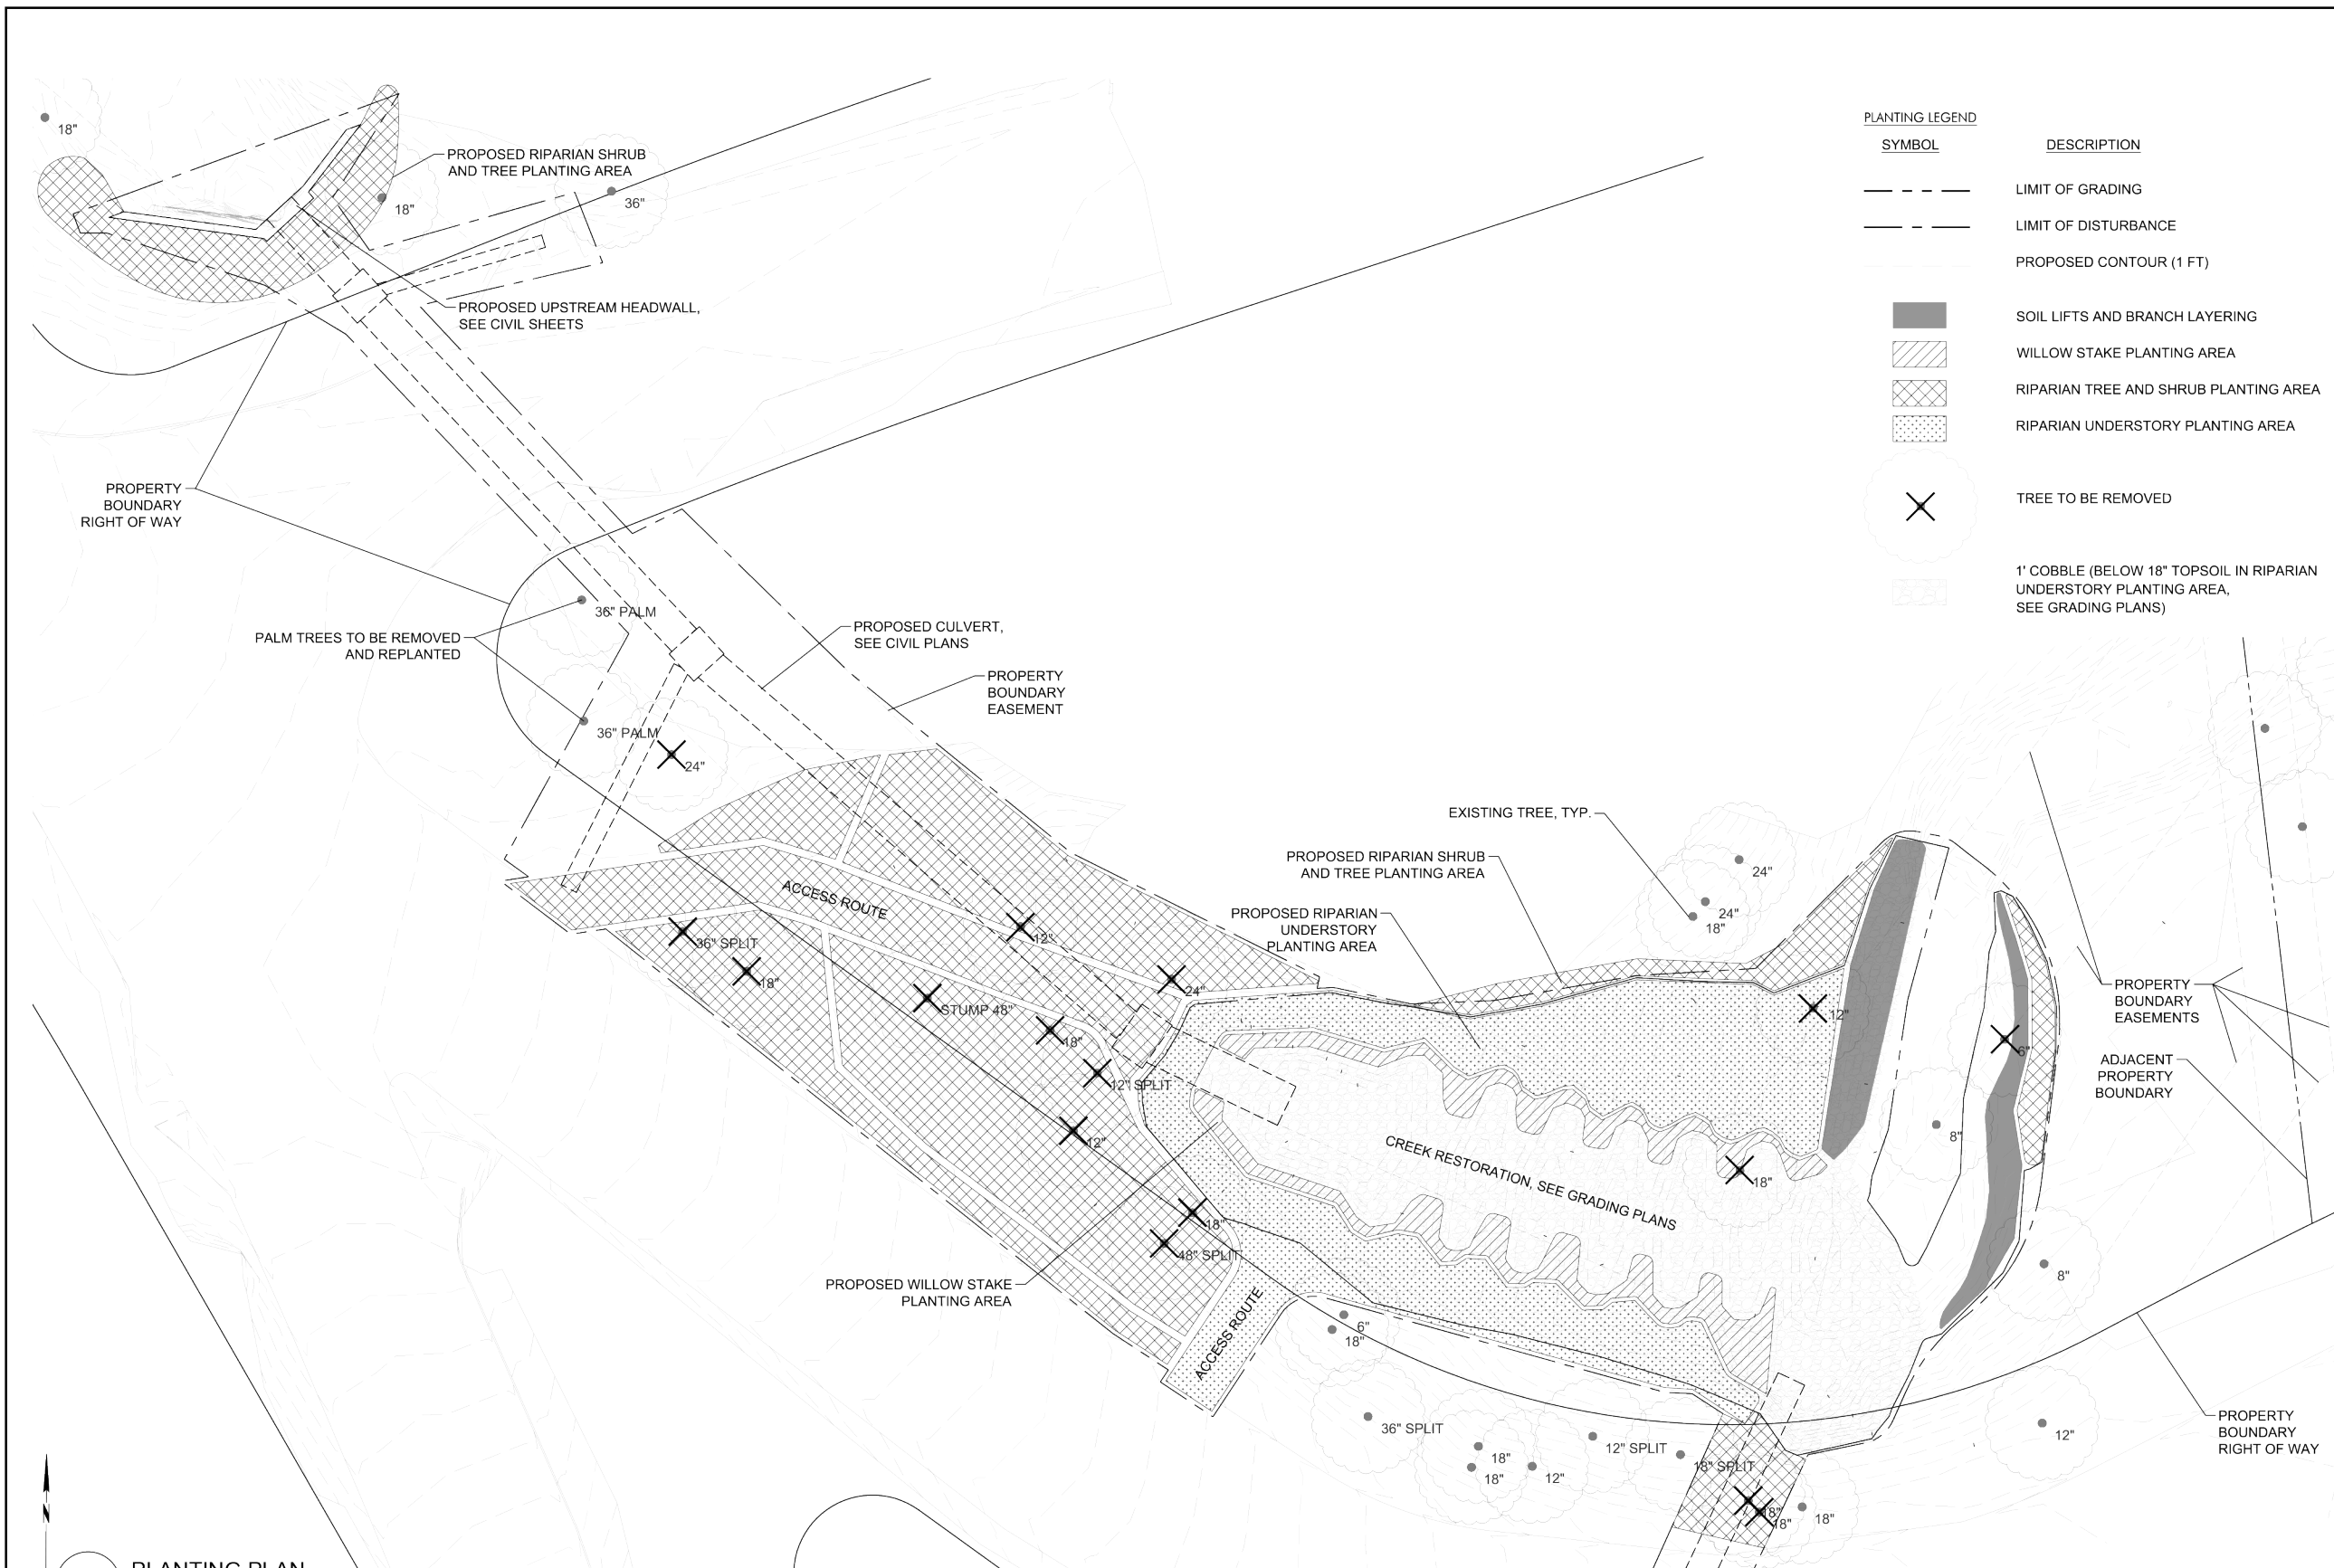 18"
PROPOSED RIPARIAN SHRUB
AND TREE PLANTING AREA
18"
36"
PROPOSED UPSTREAM HEADWALL,
SEE CIVIL SHEETS
PLANTING LEGEND
SYMBOL
DESCRIPTION
LIMIT OF GRADING
LIMIT OF DISTURBANCE
PROPOSED CONTOUR (1 FT)
SOIL LIFTS AND BRANCH LAYERING
WILLOW STAKE PLANTING AREA
RIPARIAN TREE AND SHRUB PLANTING AREA
RIPARIAN UNDERSTORY PLANTING AREA
TREE TO BE REMOVED
1' COBBLE (BELOW 18" TOPSOIL IN RIPARIAN
UNDERSTORY PLANTING AREA,
SEE GRADING PLANS)
PROPERTY
BOUNDARY
RIGHT OF WAY
36" PALM
PALM TREES TO BE REMOVED
AND REPLANTED
36" PALM
24"
PROPOSED CULVERT,
SEE CIVIL PLANS
PROPERTY
BOUNDARY
EASEMENT
EXISTING TREE, TYP.
PROPOSED RIPARIAN SHRUB
AND TREE PLANTING AREA
PROPOSED RIPARIAN
UNDERSTORY
PLANTING AREA
24"
24"
18"
ACCESS ROUTE
36" SPLIT
18"
STUMP 48"
12"
24"
18"
12" SPLIT
12"
18"
48" SPLIT
12"
6"
8"
18"
PROPERTY
BOUNDARY
EASEMENTS
ADJACENT
PROPERTY
BOUNDARY
CREEK RESTORATION, SEE GRADING PLANS
PROPOSED WILLOW STAKE
PLANTING AREA
ACCESS ROUTE
6"
18"
8"
36" SPLIT
18"
18"
12"
12" SPLIT
18" SPLIT
18"
18"
18"
12"
PROPERTY
BOUNDARY
RIGHT OF WAY
N
PLANTING PLAN